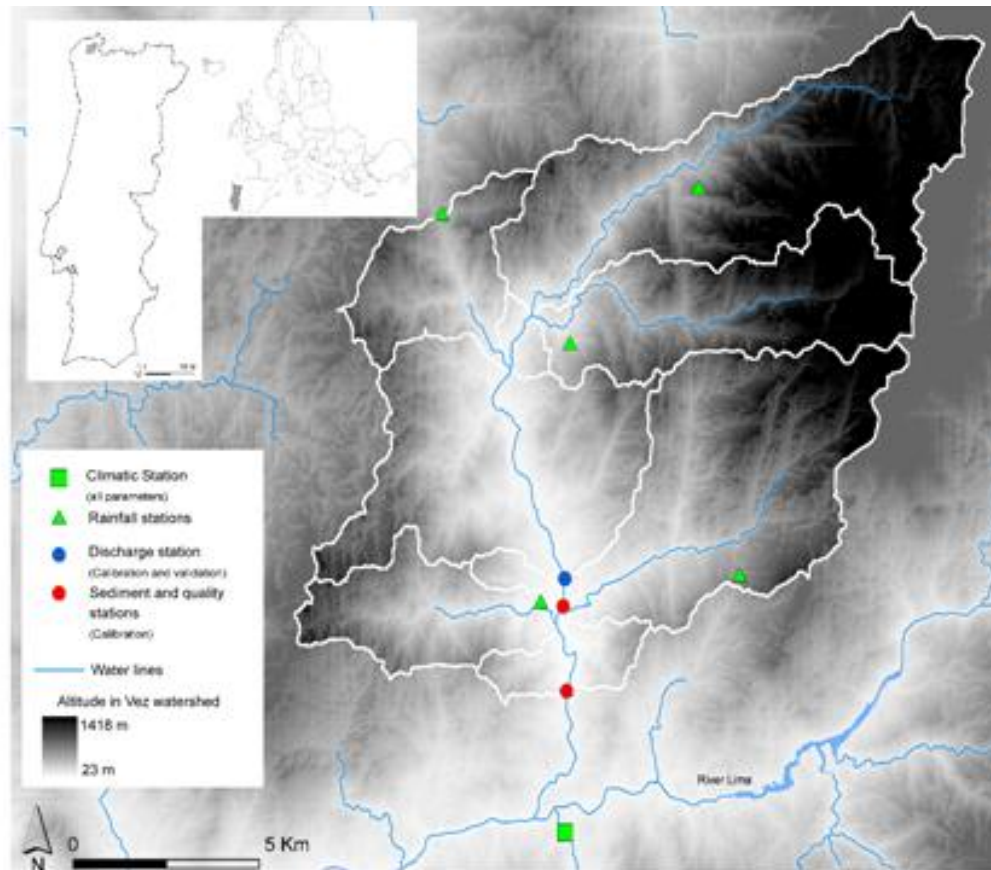 Climatic Station
(all parameters)
Rainfall stations
Discharge station
(Calibration and validation)
Sediment and quality
stations
(Calibration)
Water lines
Altitude in Vez watershed
1418 m
23 m
River Lima
N
0
5 Km